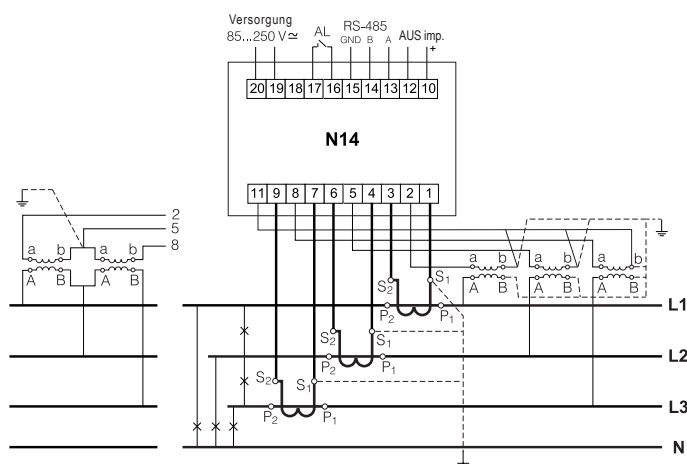 Versorgung
85...250 V≃
AL
RS-485
GND B A
AUS imp.
+
20 19 18 17 16 15 14 13 12 10
N14
11 9 8 7 6 5 4 3 2 1
2
5
8
a b a b
A B A B
a b a b a b
A B A B A B
S2 S1
P2 P1
L1
S2 S1
P2 P1
L2
S2 S1
P2 P1
L3
N